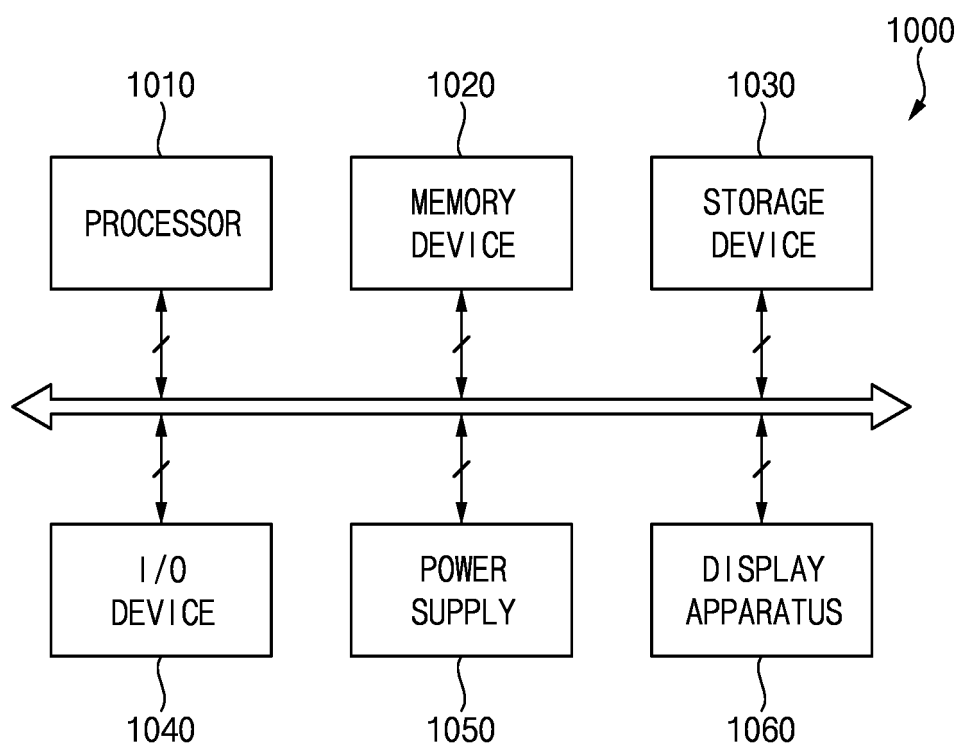 1000
1010
1020
1030
PROCESSOR
MEMORY
DEVICE
STORAGE
DEVICE
I/O
DEVICE
POWER
SUPPLY
DISPLAY
APPARATUS
1040
1050
1060